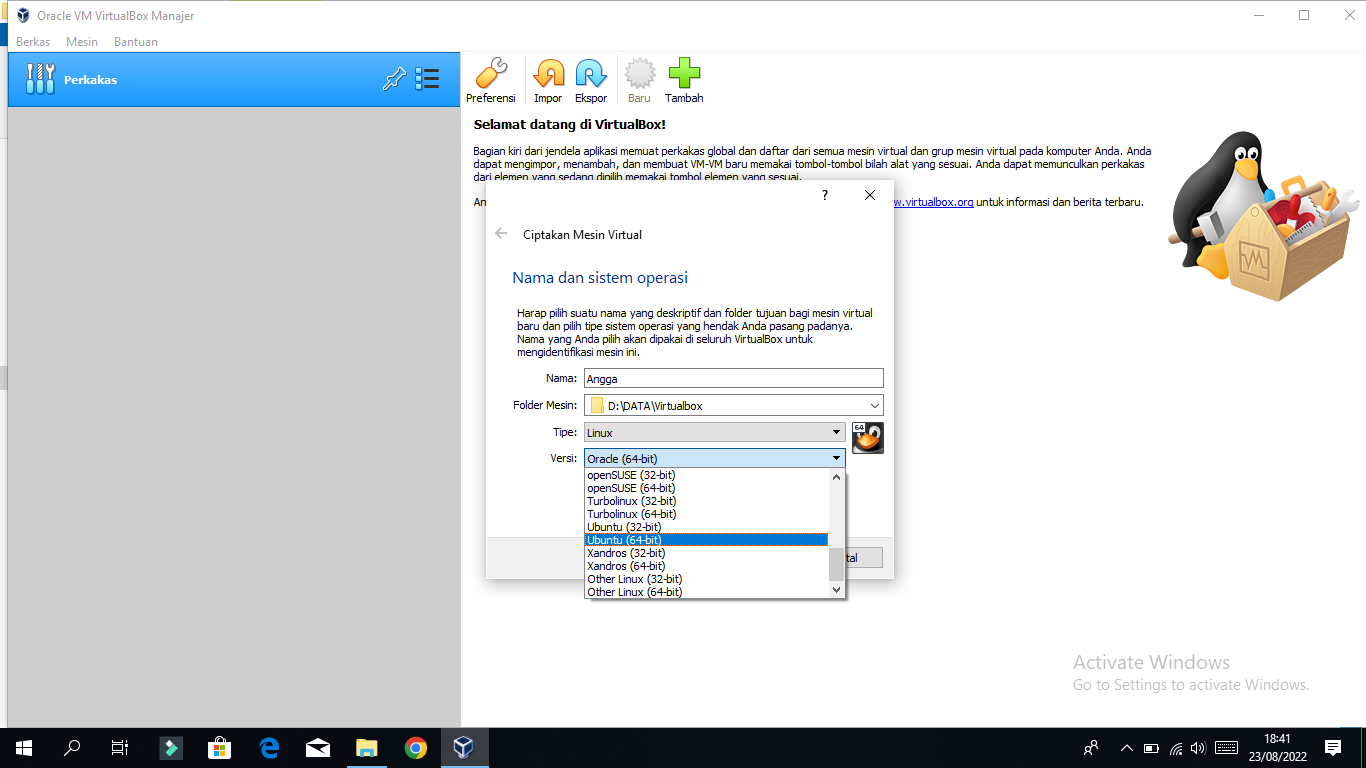 Oracle VM VirtualBox Manajer
Berkas Mesin Bantuan
Perkakas
Preferensi Impor Ekspor Baru Tambah
Selamat datang di VirtualBox!
Bagian kiri dari jendela aplikasi memuat perkakas global dan daftar dari semua mesin virtual dan grup mesin virtual pada komputer Anda. Anda
dapat mengimpor, menambah, dan membuat VM-VM baru memakai tombol-tombol bilah alat yang sesuai. Anda dapat memunculkan perkakas
dari elemen yang sedang dipilih memakai tombol elemen yang sesuai.
w.virtualbox.org untuk informasi dan berita terbaru.
?
Ciptakan Mesin Virtual
Nama dan sistem operasi
Harap pilih suatu nama yang deskriptif dan folder tujuan bagi mesin virtual
baru dan pilih tipe sistem operasi yang hendak Anda pasang padanya.
Nama yang Anda pilih akan dipakai di seluruh VirtualBox untuk
mengidentifikasi mesin ini.
Nama: Angga
Folder Mesin: D:\DATA\Virtualbox
Tipe: Linux
64
Versi: Oracle (64-bit)
openSUSE (32-bit)
openSUSE (64-bit)
Turbolinux (32-bit)
Turbolinux (64-bit)
Ubuntu (32-bit)
Ubuntu (64-bit)
Xandros (32-bit)
Xandros (64-bit)
Other Linux (32-bit)
Other Linux (64-bit)
tal
Activate Windows
Go to Settings to activate Windows.
18:41
23/08/2022